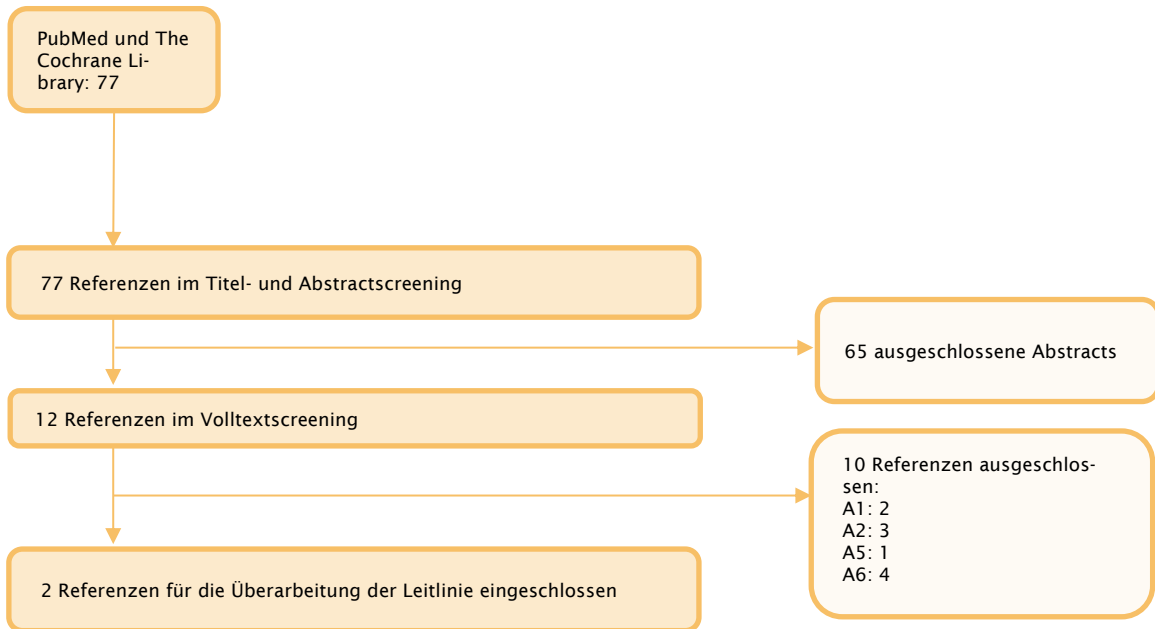 PubMed und The
Cochrane Li-
brary: 77
77 Referenzen im Titel- und Abstractscreening
65 ausgeschlossene Abstracts
12 Referenzen im Volltextscreening
10 Referenzen ausgeschlos-
sen:
A1: 2
A2: 3
A5: 1
A6: 4
2 Referenzen für die Überarbeitung der Leitlinie eingeschlossen